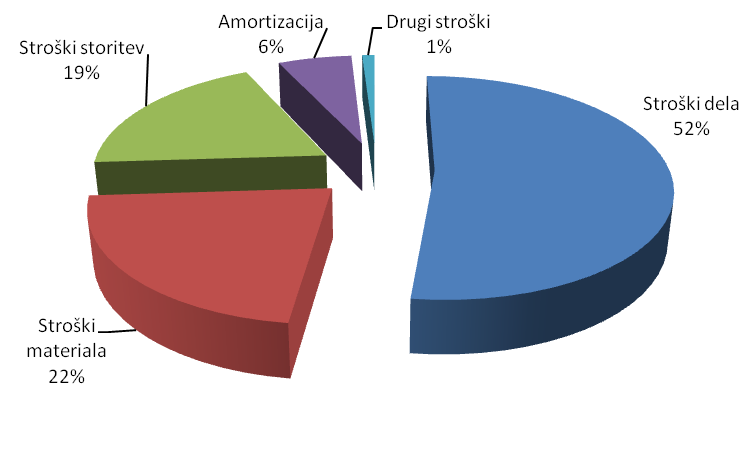 Amortizacija
6%
Drugi stroški
1%
Stroški storitev
19%
Stroški dela
52%
Stroški
materiala
22%